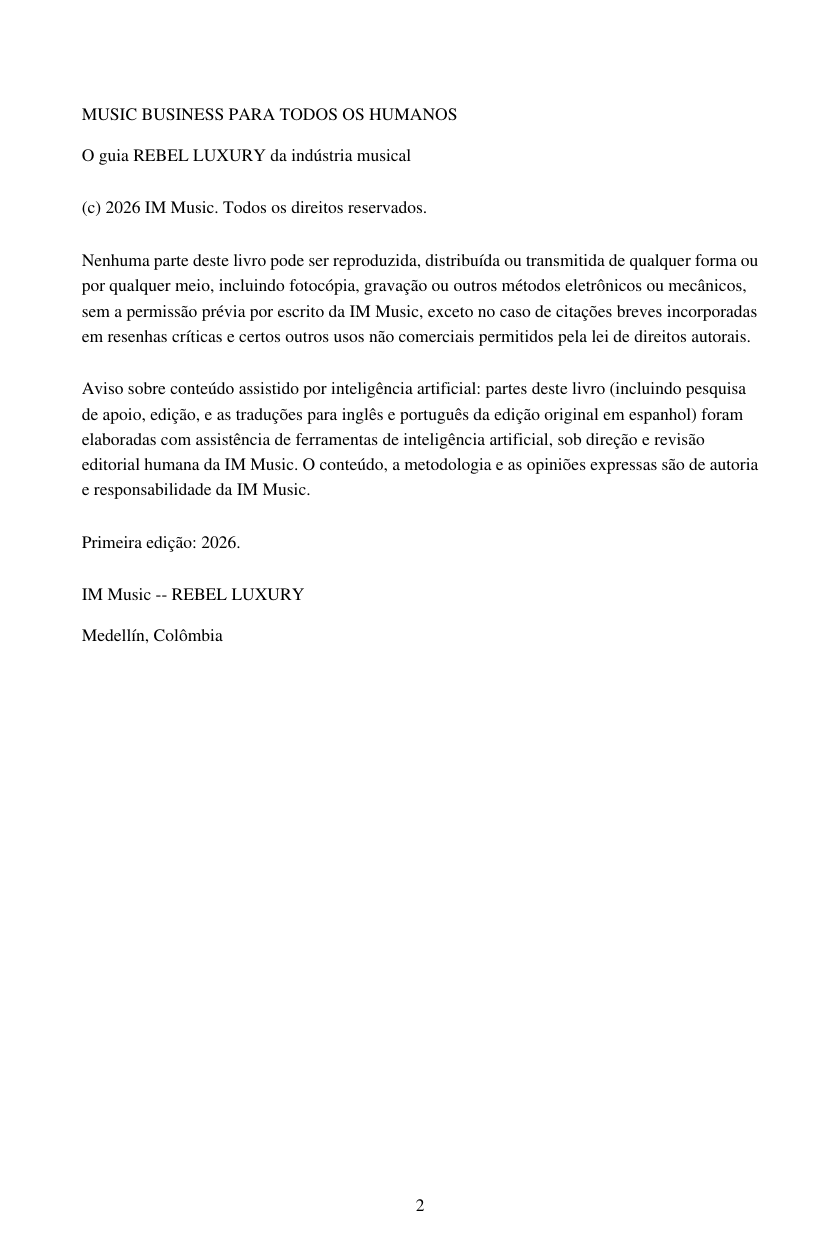 MUSIC BUSINESS PARA TODOS OS HUMANOS
O guia REBEL LUXURY da indústria musical
(c) 2026 IM Music. Todos os direitos reservados.
Nenhuma parte deste livro pode ser reproduzida, distribuída ou transmitida de qualquer forma ou
por qualquer meio, incluindo fotocópia, gravação ou outros métodos eletrônicos ou mecânicos,
sem a permissão prévia por escrito da IM Music, exceto no caso de citações breves incorporadas
em resenhas críticas e certos outros usos não comerciais permitidos pela lei de direitos autorais.
Aviso sobre conteúdo assistido por inteligência artificial: partes deste livro (incluindo pesquisa
de apoio, edição, e as traduções para inglês e português da edição original em espanhol) foram
elaboradas com assistência de ferramentas de inteligência artificial, sob direção e revisão
editorial humana da IM Music. O conteúdo, a metodologia e as opiniões expressas são de autoria
e responsabilidade da IM Music.
Primeira edição: 2026.
IM Music -- REBEL LUXURY
Medellín, Colômbia
2